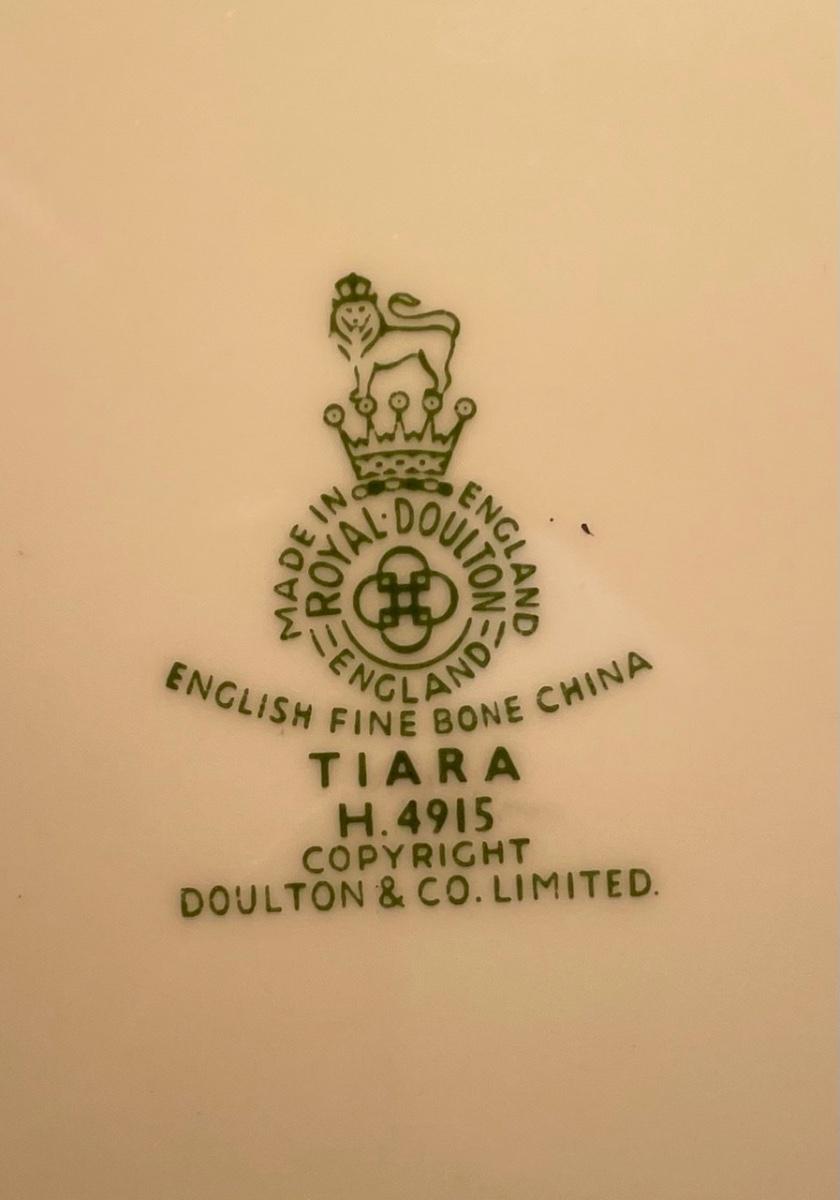 MADE IN ENGLAND
ROYAL·DOULTON
ENGLAND
ENGLISH FINE BONE CHINA
TIARA
H.4915
COPYRIGHT
DOULTON & CO. LIMITED.